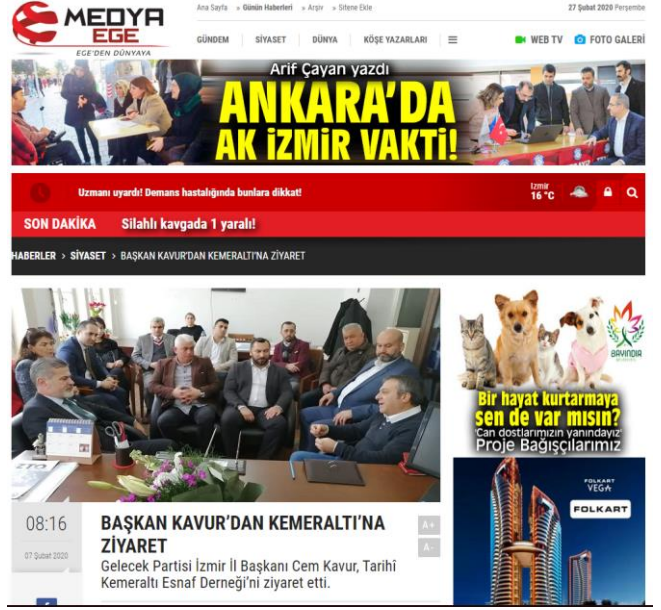 Ana Sayfa » Günün Haberleri » Arşiv » Sitene Ekle
27 Şubat 2020 Perşembe
MEDYA
EGE
EGE'DEN DÜNYAYA
GÜNDEM SİYASET DÜNYA KÖŞE YAZARLARI WEB TV FOTO GALERİ
Arif Çayan yazdı
ANKARA'DA
AK İZMİR VAKTİ!
Uzmanı uyardı! Demans hastalığında bunlara dikkat!
İzmir
16 °C
SON DAKİKA Silahlı kavgada 1 yaralı!
HABERLER > SİYASET > BAŞKAN KAVUR'DAN KEMERALTI'NA ZİYARET
BAYINDIR
Bir hayat kurtarmaya
sen de var mısın?
'Can dostlarımızın yanındayız'
Proje Bağışçılarımız
FOLKART
VEGA
FOLKART
08:16
07 Şubat 2020
BAŞKAN KAVUR'DAN KEMERALTI'NA
ZİYARET
A+
A-
Gelecek Partisi İzmir İl Başkanı Cem Kavur, Tarihî
Kemeraltı Esnaf Derneği'ni ziyaret etti.